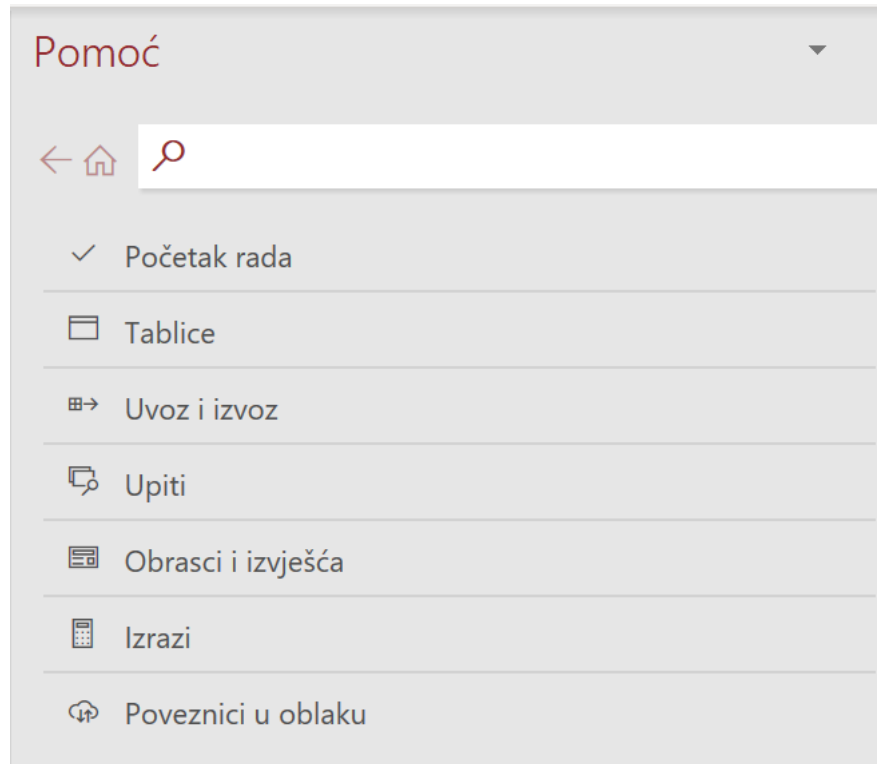 Pomoć
Početak rada
Tablice
Uvoz i izvoz
Upiti
Obrasci i izvješća
Izrazi
Poveznici u oblaku